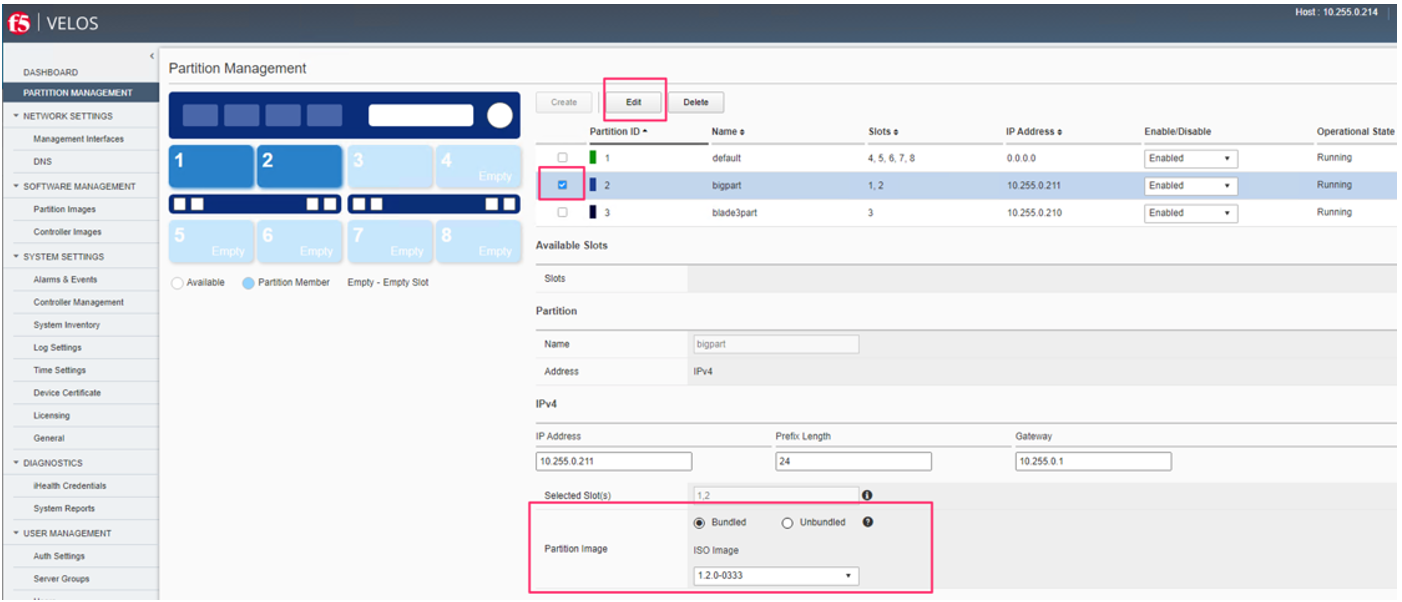 f5 VELOS
Host : 10.255.0.214
DASHBOARD
PARTITION MANAGEMENT
NETWORK SETTINGS
Management Interfaces
DNS
SOFTWARE MANAGEMENT
Partition Images
Controller Images
SYSTEM SETTINGS
Alarms & Events
Controller Management
System Inventory
Log Settings
Time Settings
Device Certificate
Licensing
General
DIAGNOSTICS
iHealth Credentials
System Reports
USER MANAGEMENT
Auth Settings
Server Groups
Partition Management
1 2 3 4 Empty
5 Empty 6 Empty 7 Empty 8 Empty
Available Partition Member Empty - Empty Slot
Create Edit Delete
Partition ID Name Slots IP Address Enable/Disable Operational State
1 default 4, 5, 6, 7, 8 0.0.0.0 Enabled Running
2 bigpart 1, 2 10.255.0.211 Enabled Running
3 blade3part 3 10.255.0.210 Enabled Running
Available Slots
Slots
Partition
Name bigpart
Address IPv4
IPv4
IP Address Prefix Length Gateway
10.255.0.211 24 10.255.0.1
Selected Slot(s) 1,2
Bundled Unbundled
Partition Image ISO Image
1.2.0-0333